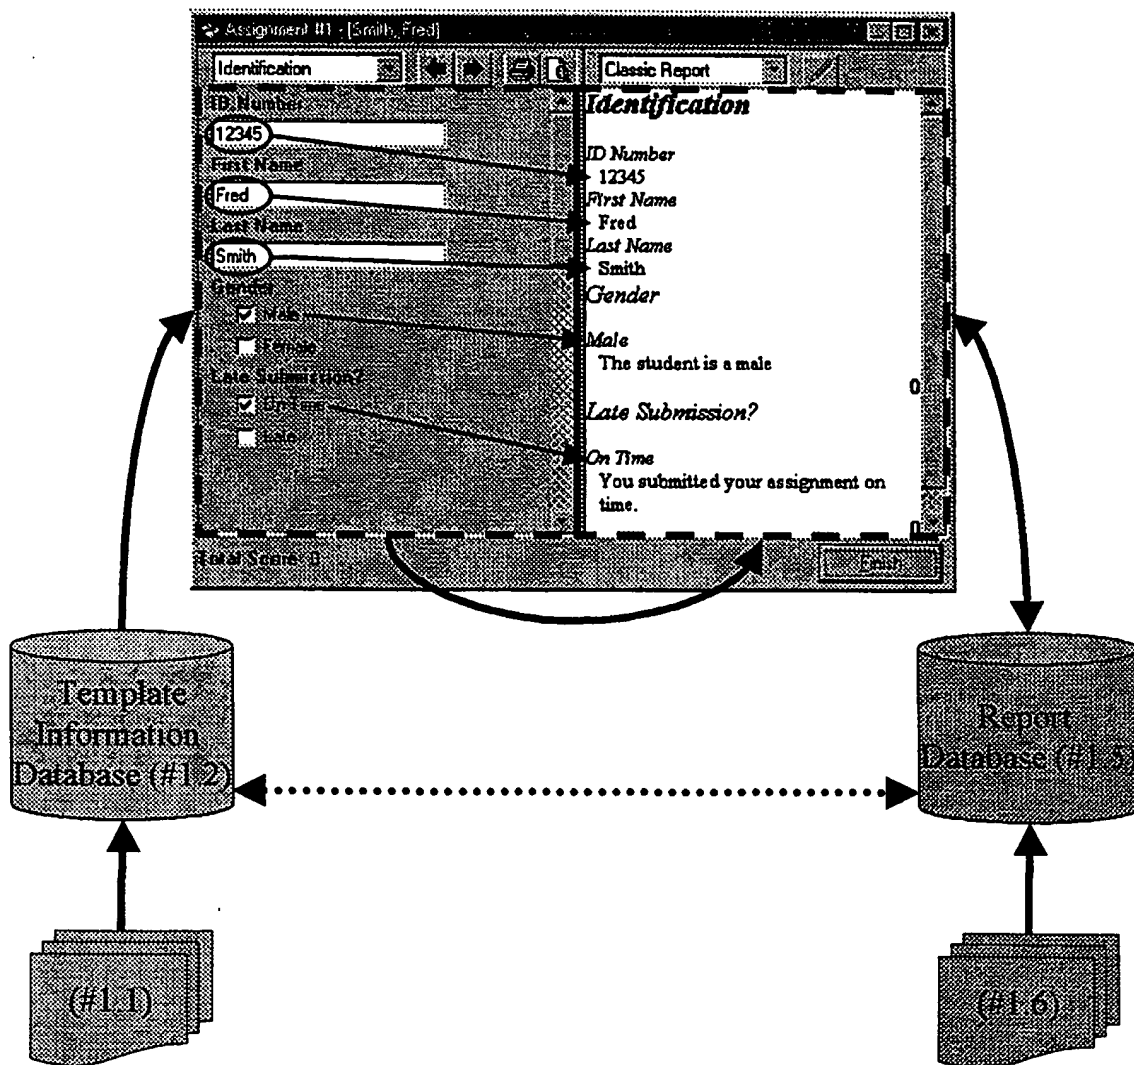 Assignment #1 - [Smith, Fred]
Identification
Classic Report
ID Number
12345
First Name
Fred
Last Name
Smith
Gender
Male
Female
Late Submission?
On Time
Late
Total Score: 0
Identification
ID Number
12345
First Name
Fred
Last Name
Smith
Gender
Male
The student is a male
0
Late Submission?
On Time
You submitted your assignment on
time.
0
Finish
Template
Information
Database (#1.2)
Report
Database (#1.5)
(#1.1)
(#1.6)